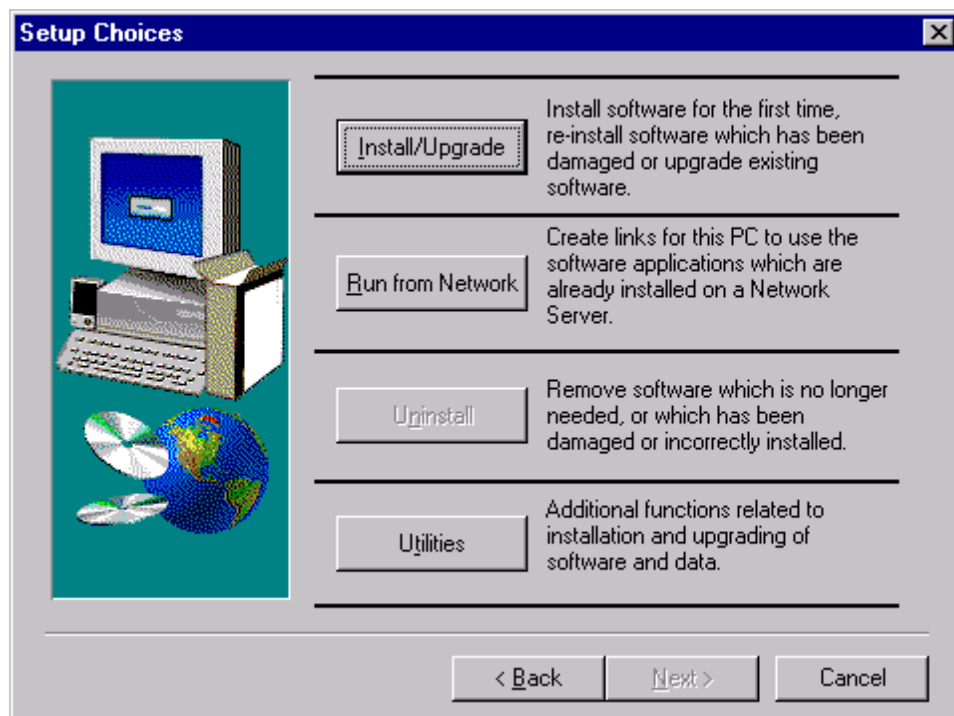 Setup Choices
Install/Upgrade
Install software for the first time,
re-install software which has been
damaged or upgrade existing
software.
Run from Network
Create links for this PC to use the
software applications which are
already installed on a Network
Server.
Uninstall
Remove software which is no longer
needed, or which has been
damaged or incorrectly installed.
Utilities
Additional functions related to
installation and upgrading of
software and data.
< Back
Next >
Cancel